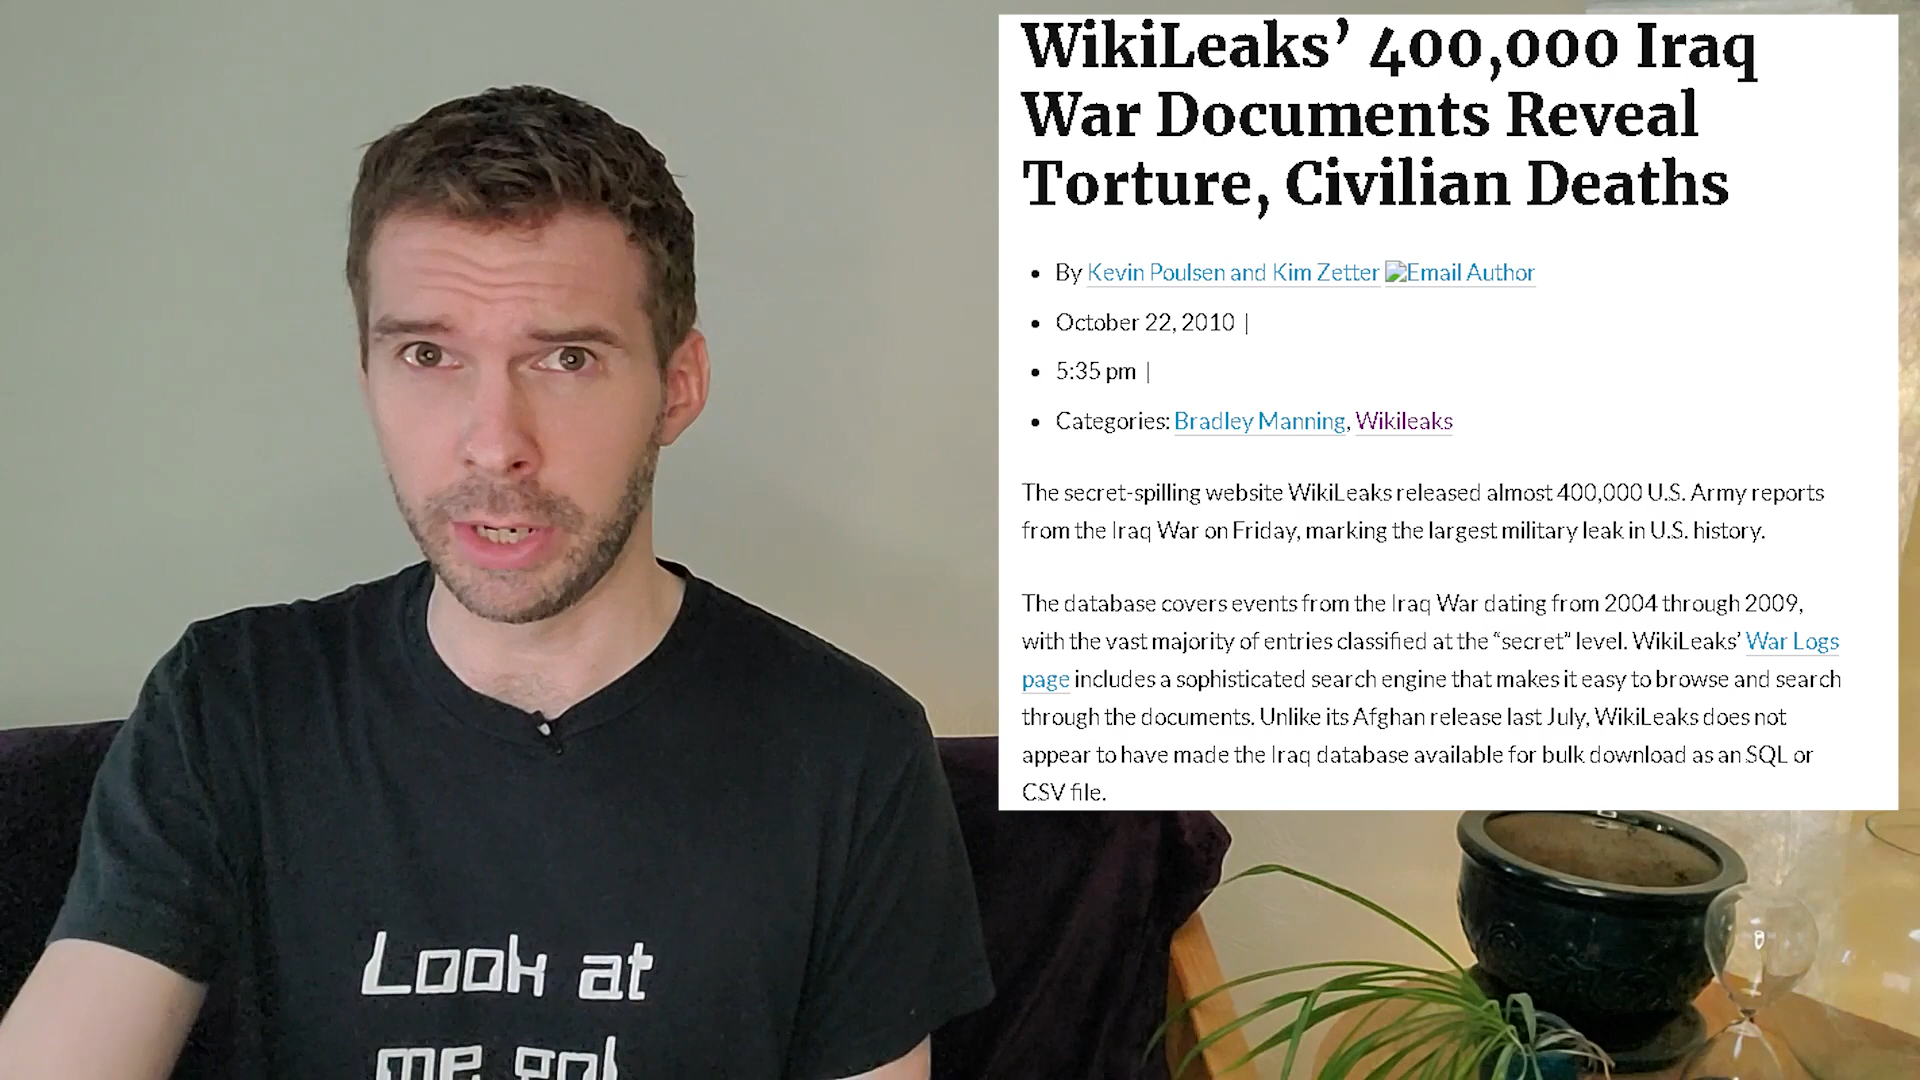 WikiLeaks’ 400,000 Iraq
War Documents Reveal
Torture, Civilian Deaths
By Kevin Poulsen and Kim Zetter Email Author
October 22, 2010 |
5:35 pm |
Categories: Bradley Manning, Wikileaks
The secret-spilling website WikiLeaks released almost 400,000 U.S. Army reports
from the Iraq War on Friday, marking the largest military leak in U.S. history.
The database covers events from the Iraq War dating from 2004 through 2009,
with the vast majority of entries classified at the “secret” level. WikiLeaks’ War Logs
page includes a sophisticated search engine that makes it easy to browse and search
through the documents. Unlike its Afghan release last July, WikiLeaks does not
appear to have made the Iraq database available for bulk download as an SQL or
CSV file.
Look at
me go!